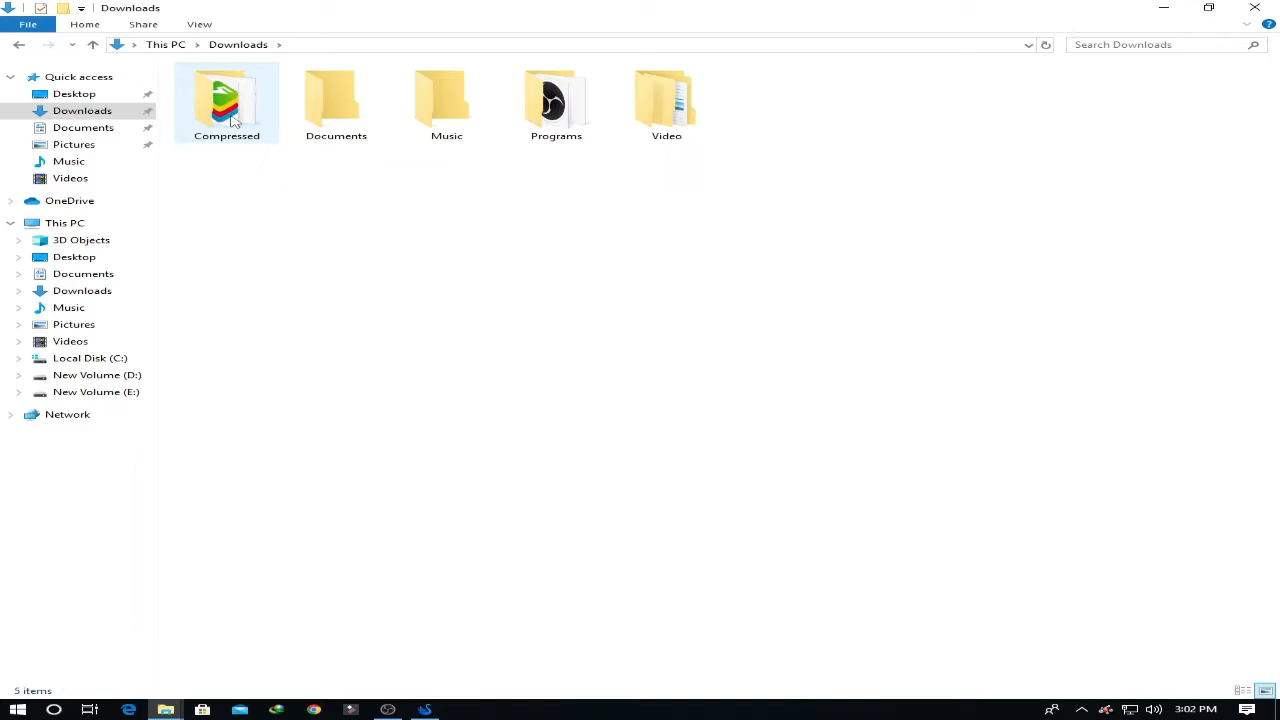 Downloads
File Home Share View
This PC Downloads Search Downloads
Quick access
Desktop
Downloads
Documents
Pictures
Music
Videos
OneDrive
This PC
3D Objects
Desktop
Documents
Downloads
Music
Pictures
Videos
Local Disk (C:)
New Volume (D:)
New Volume (E:)
Network
Compressed Documents Music Programs Video
5 items
3:02 PM